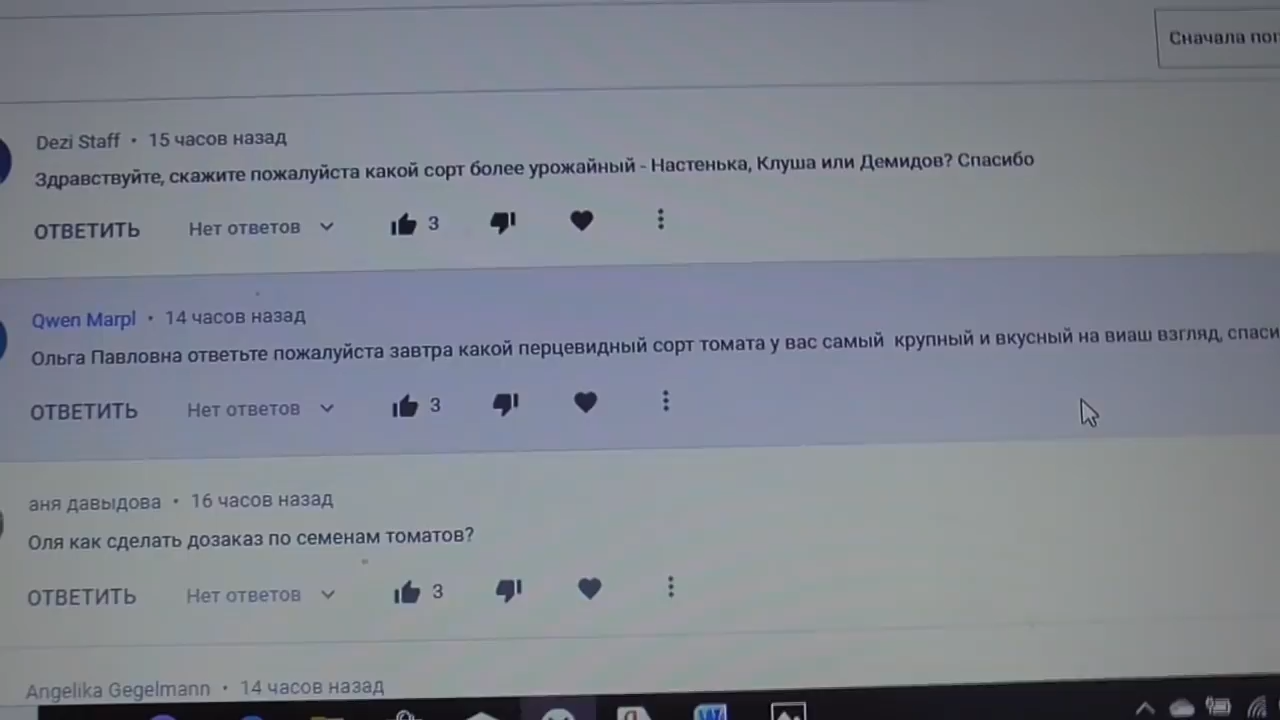 Сначала
Dezi Staff • 15 часов назад
Здравствуйте, скажите пожалуйста какой сорт более урожайный - Настенька, Клуша или Демидов? Спасибо
ОТВЕТИТЬ Нет ответов 3
Qwen Marpl • 14 часов назад
Ольга Павловна ответьте пожалуйста завтра какой перцевидный сорт томата у вас самый крупный и вкусный на виаш взгляд,
ОТВЕТИТЬ Нет ответов 3
аня давыдова • 16 часов назад
Оля как сделать дозаказ по семенам томатов?
ОТВЕТИТЬ Нет ответов 3
Angelika Gegelmann • 14 часов назад